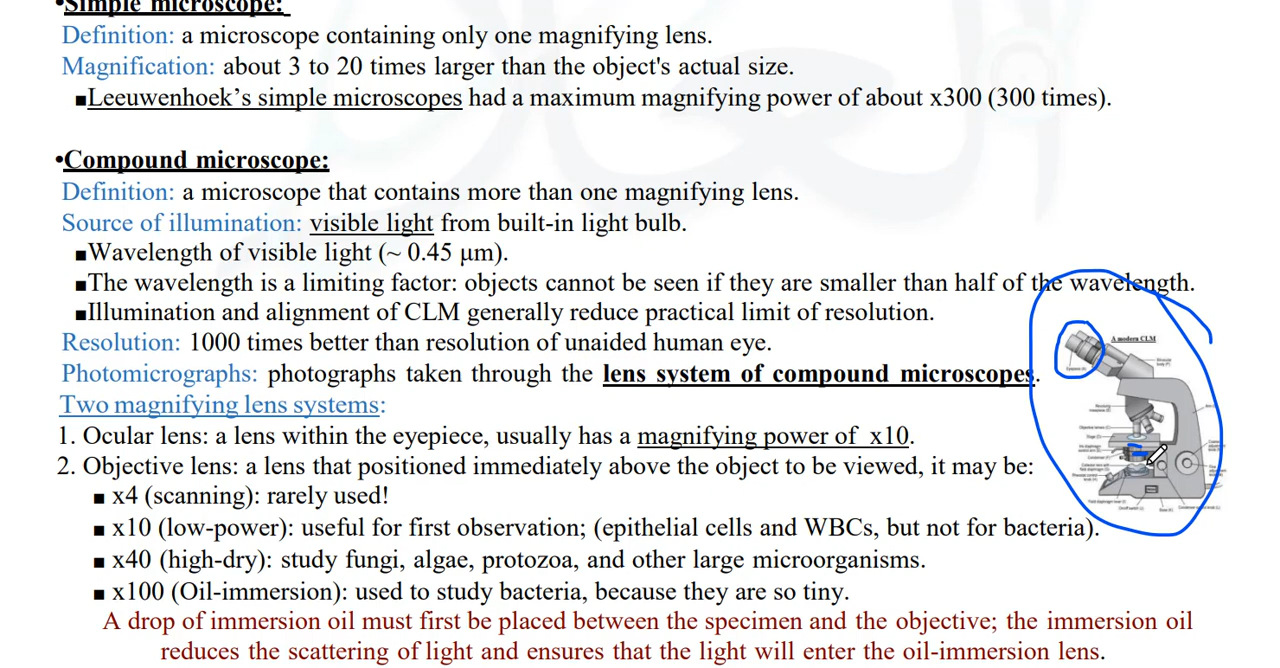 •Simple microscope:
Definition: a microscope containing only one magnifying lens.
Magnification: about 3 to 20 times larger than the object's actual size.
■Leeuwenhoek’s simple microscopes had a maximum magnifying power of about x300 (300 times).
•Compound microscope:
Definition: a microscope that contains more than one magnifying lens.
Source of illumination: visible light from built-in light bulb.
■Wavelength of visible light (~ 0.45 µm).
■The wavelength is a limiting factor: objects cannot be seen if they are smaller than half of the wavelength.
■Illumination and alignment of CLM generally reduce practical limit of resolution.
Resolution: 1000 times better than resolution of unaided human eye.
Photomicrographs: photographs taken through the lens system of compound microscopes.
Two magnifying lens systems:
1. Ocular lens: a lens within the eyepiece, usually has a magnifying power of x10.
2. Objective lens: a lens that positioned immediately above the object to be viewed, it may be:
■ x4 (scanning): rarely used!
■ x10 (low-power): useful for first observation; (epithelial cells and WBCs, but not for bacteria).
■ x40 (high-dry): study fungi, algae, protozoa, and other large microorganisms.
■ x100 (Oil-immersion): used to study bacteria, because they are so tiny.
A drop of immersion oil must first be placed between the specimen and the objective; the immersion oil
reduces the scattering of light and ensures that the light will enter the oil-immersion lens.
A modern CLM